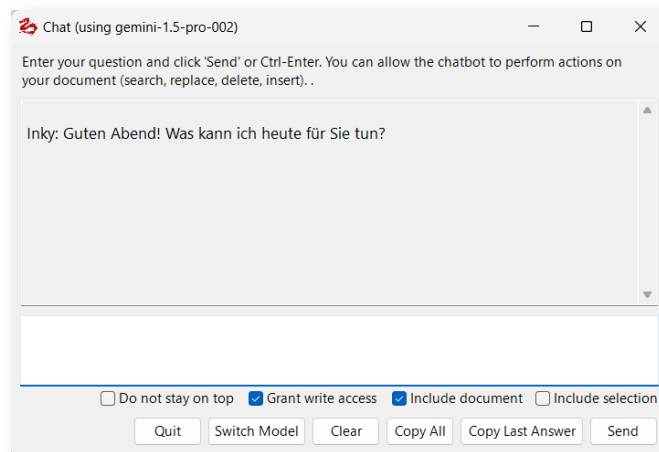 Chat (using gemini-1.5-pro-002)
Enter your question and click 'Send' or Ctrl-Enter. You can allow the chatbot to perform actions on
your document (search, replace, delete, insert). .
Inky: Guten Abend! Was kann ich heute für Sie tun?
Do not stay on top Grant write access Include document Include selection
Quit Switch Model Clear Copy All Copy Last Answer Send